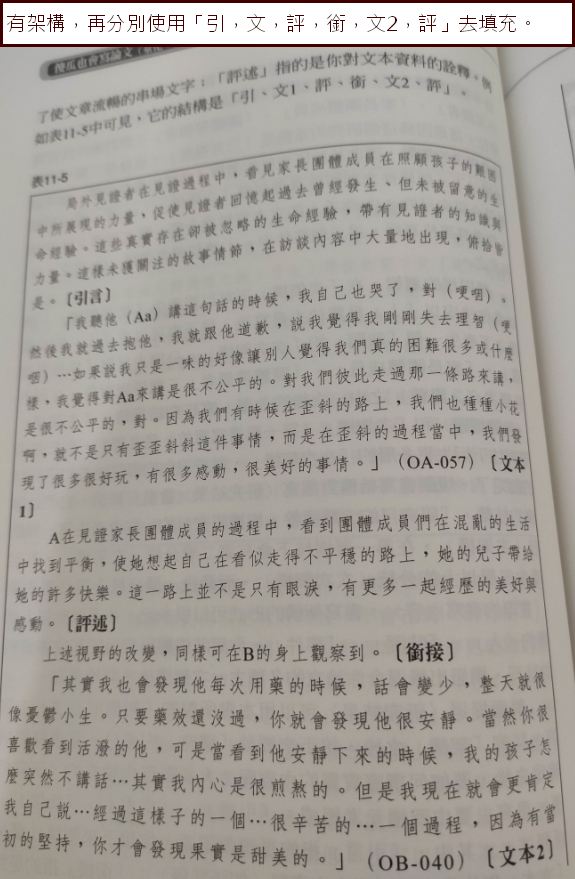 有架構，再分別使用「引，文，評，銜，文2，評」去填充。
傻瓜也會寫論文
了使文章流暢的串場文字；「評述」指的是你對文本資料的詮釋。例
如表11-5中可見，它的結構是「引、文1、評、銜、文2、評」。
表11-5
局外見證者在見證過程中，看見家長團體成員在照顧孩子的艱困
中所展現的力量，促使見證者回憶起過去曾經發生、但未被留意的生
命經驗。這些真實存在卻被忽略的生命經驗，帶有見證者的知識與
力量。這樣未獲關注的故事情節，在訪談內容中大量地出現，俯拾皆
是。〔引言〕
「我聽他（Aa）講這句話的時候，我自己也哭了，對（哽咽）。
然後我就過去抱他，我就跟他道歉，說我覺得我剛剛失去理智（哽
咽）…如果說我只是一味的好像讓別人覺得我們真的困難很多或什麼
樣，我覺得對Aa來講是很不公平的。對我們彼此走過那一條路來講，
是很不公平的，對。因為我們有時候在歪斜的路上，我們也種種小花
啊，就不是只有歪歪斜斜這件事情，而是在歪斜的過程當中，我們發
現了很多很好玩，有很多感動，很美好的事情。」（OA-057）〔文本
1〕
A在見證家長團體成員的過程中，看到團體成員們在混亂的生活
中找到平衡，使她想起自己在看似走得不平穩的路上，她的兒子帶給
她的許多快樂。這一路上並不是只有眼淚，有更多一起經歷的美好與
感動。〔評述〕
上述視野的改變，同樣可在B的身上觀察到。〔銜接〕
「其實我也會發現他每次用藥的時候，話會變少，整天就很
像憂鬱小生。只要藥效還沒過，你就會發現他很安靜。當然你很
喜歡看到活潑的他，可是當看到他安靜下來的時候，我的孩子怎
麼突然不講話…其實我內心是很煎熬的。但是我現在就會更肯定
我自己說…經過這樣子的一個…很辛苦的…一個過程，因為有當
初的堅持，你才會發現果實是甜美的。」（OB-040）〔文本2〕